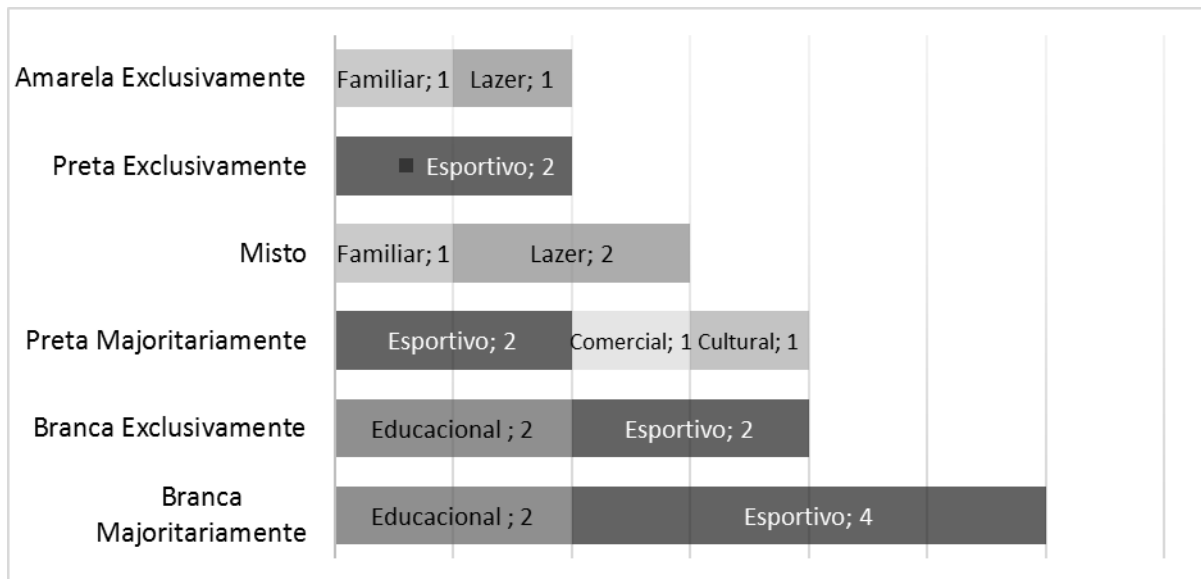 Amarela Exclusivamente
Familiar; 1
Lazer; 1
Preta Exclusivamente
Esportivo; 2
Misto
Familiar; 1
Lazer; 2
Preta Majoritariamente
Esportivo; 2
Comercial; 1
Cultural; 1
Branca Exclusivamente
Educacional ; 2
Esportivo; 2
Branca
Majoritariamente
Educacional ; 2
Esportivo; 4